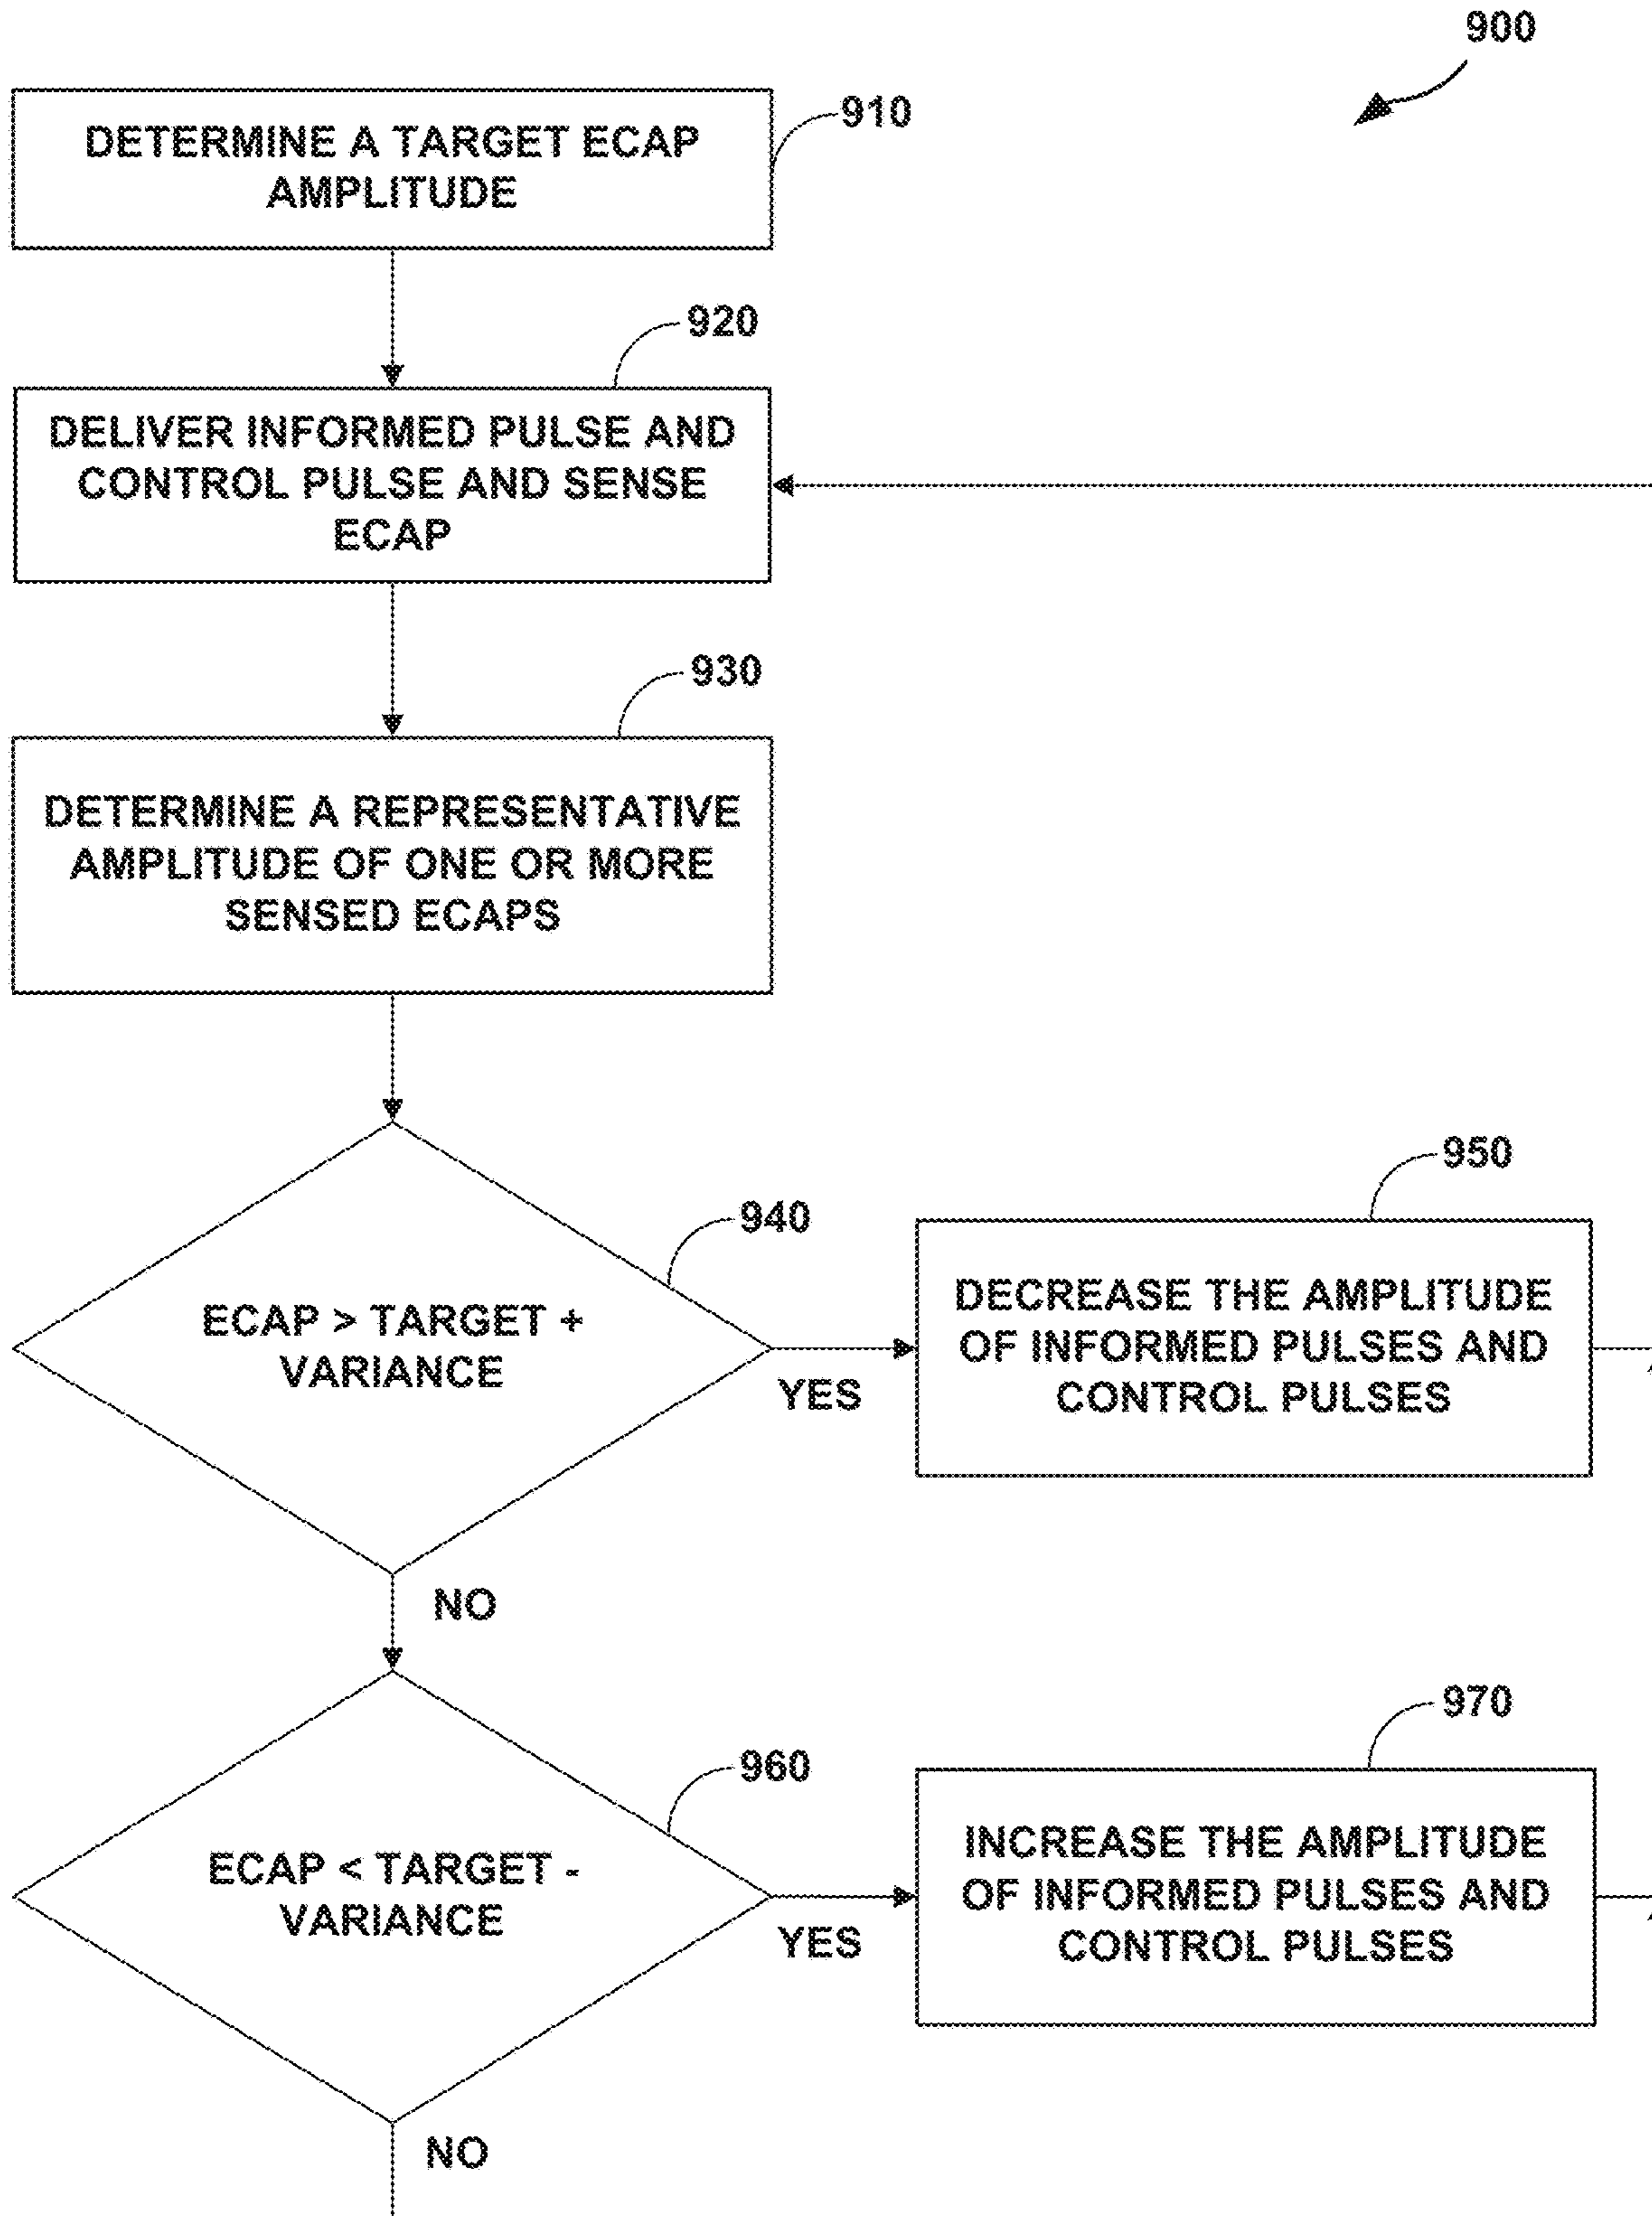 900
910
DETERMINE A TARGET ECAP
AMPLITUDE
920
DELIVER INFORMED PULSE AND
CONTROL PULSE AND SENSE
ECAP
930
DETERMINE A REPRESENTATIVE
AMPLITUDE OF ONE OR MORE
SENSED ECAPS
940
ECAP > TARGET +
VARIANCE
YES
950
DECREASE THE AMPLITUDE
OF INFORMED PULSES AND
CONTROL PULSES
NO
960
ECAP < TARGET -
VARIANCE
YES
970
INCREASE THE AMPLITUDE
OF INFORMED PULSES AND
CONTROL PULSES
NO